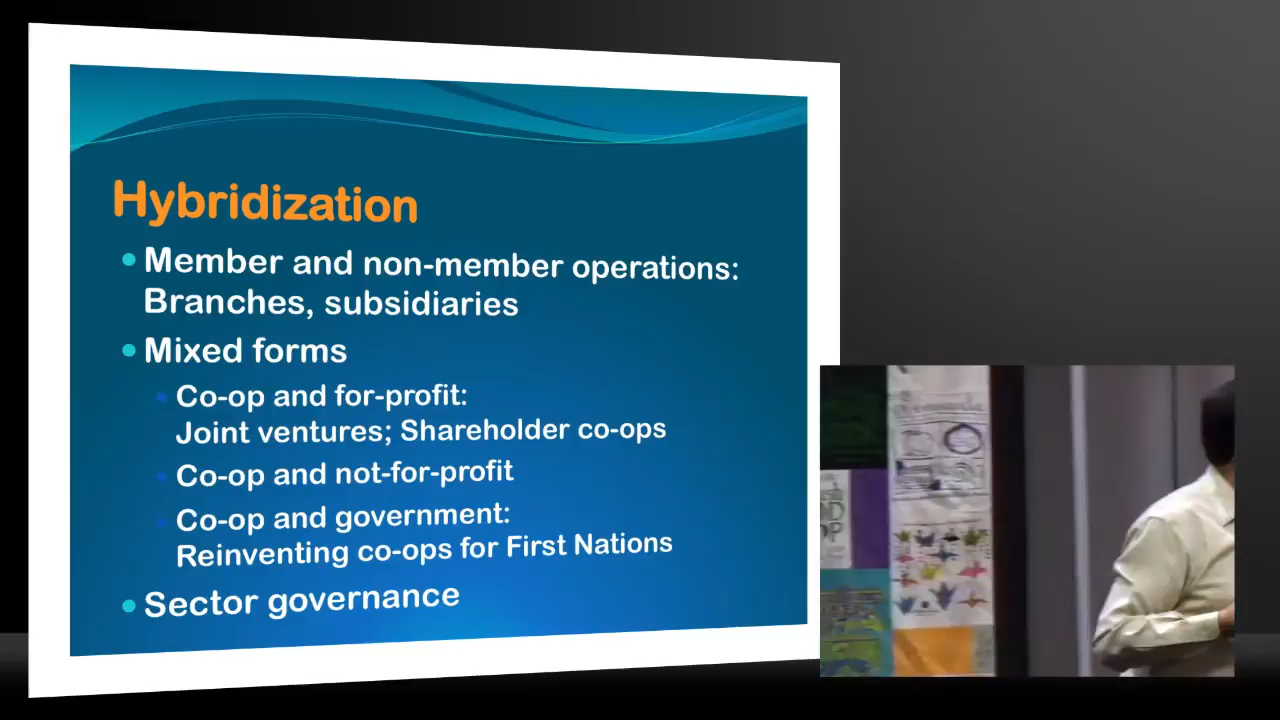 Hybridization
Member and non-member operations:
Branches, subsidiaries
Mixed forms
Co-op and for-profit:
Joint ventures; Shareholder co-ops
Co-op and not-for-profit
Co-op and government:
Reinventing co-ops for First Nations
Sector governance